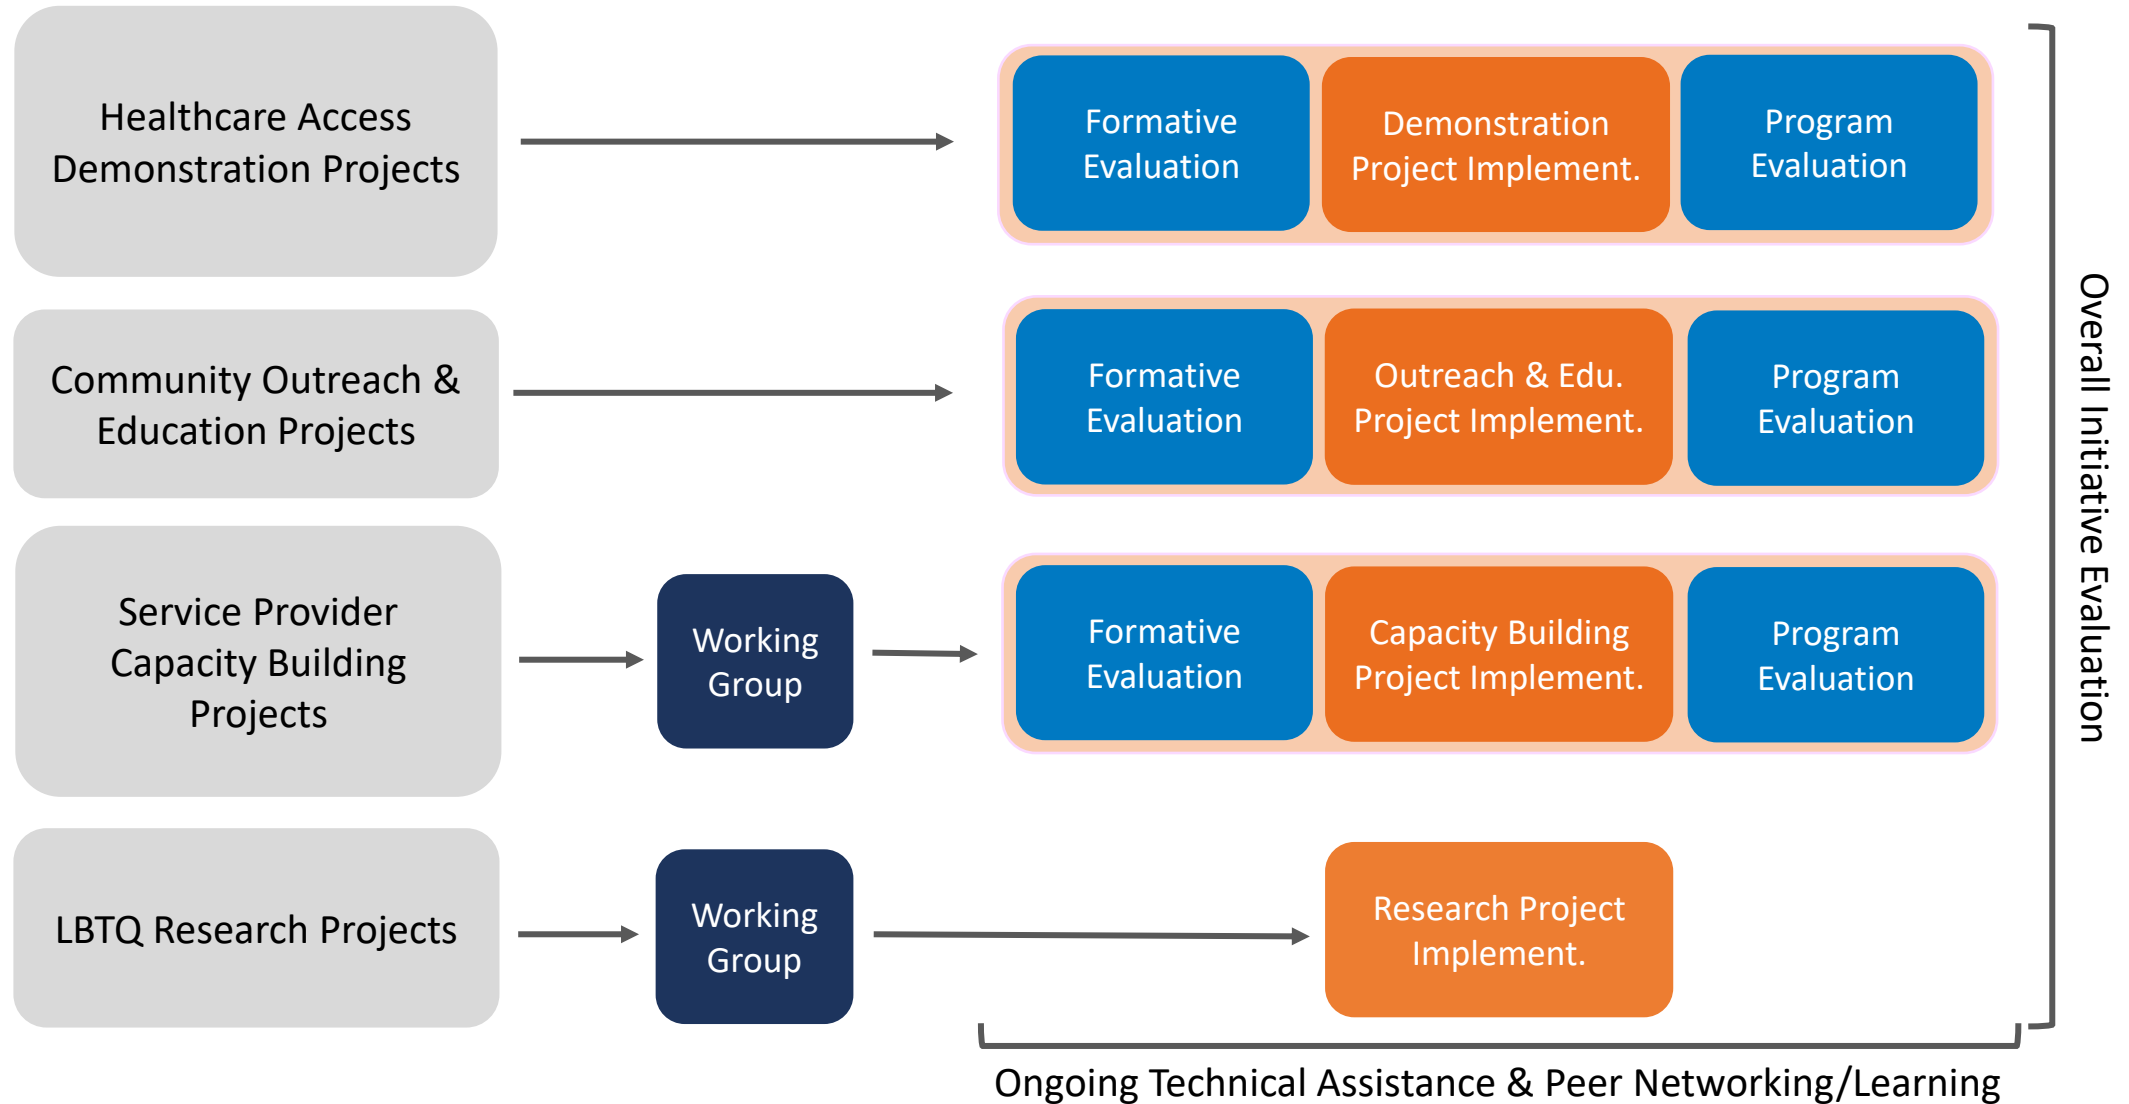 Healthcare Access
Demonstration Projects
Formative
Evaluation
Demonstration
Project Implement.
Program
Evaluation
Community Outreach &
Education Projects
Formative
Evaluation
Outreach & Edu.
Project Implement.
Program
Evaluation
Service Provider
Capacity Building
Projects
Working
Group
Formative
Evaluation
Capacity Building
Project Implement.
Program
Evaluation
LBTQ Research Projects
Working
Group
Research Project
Implement.
Overall Initiative Evaluation
Ongoing Technical Assistance & Peer Networking/Learning